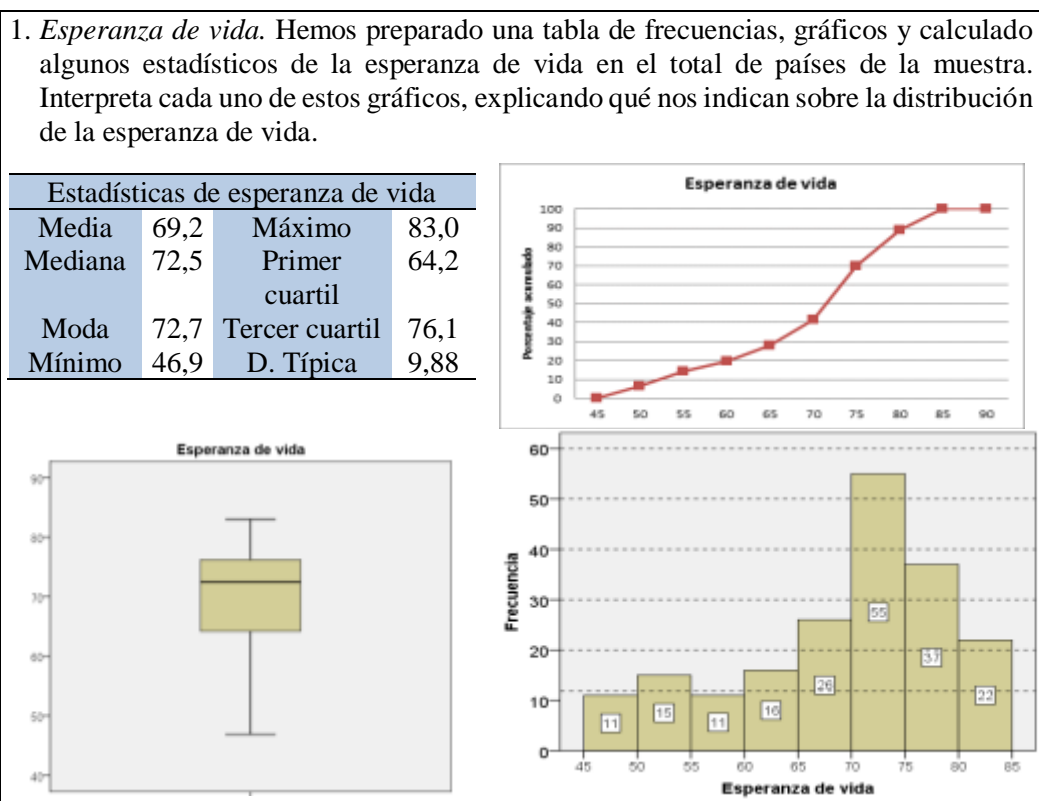 1. Esperanza de vida. Hemos preparado una tabla de frecuencias, gráficos y calculado
algunos estadísticos de la esperanza de vida en el total de países de la muestra.
Interpreta cada uno de estos gráficos, explicando qué nos indican sobre la distribución
de la esperanza de vida.
Estadísticas de esperanza de vida
Media 69,2 Máximo 83,0
Mediana 72,5 Primer 64,2
cuartil
Moda 72,7 Tercer cuartil 76,1
Mínimo 46,9 D. Típica 9,88
Esperanza de vida
Porcentaje acumulado
100
90
80
70
60
50
40
30
20
10
0
45 50 55 60 65 70 75 80 85 90
Esperanza de vida
90
80
70
60
50
40
Frecuencia
60
50
40
30
20
10
0
11 15 11 16 26 55 37 22
45 50 55 60 65 70 75 80 85
Esperanza de vida